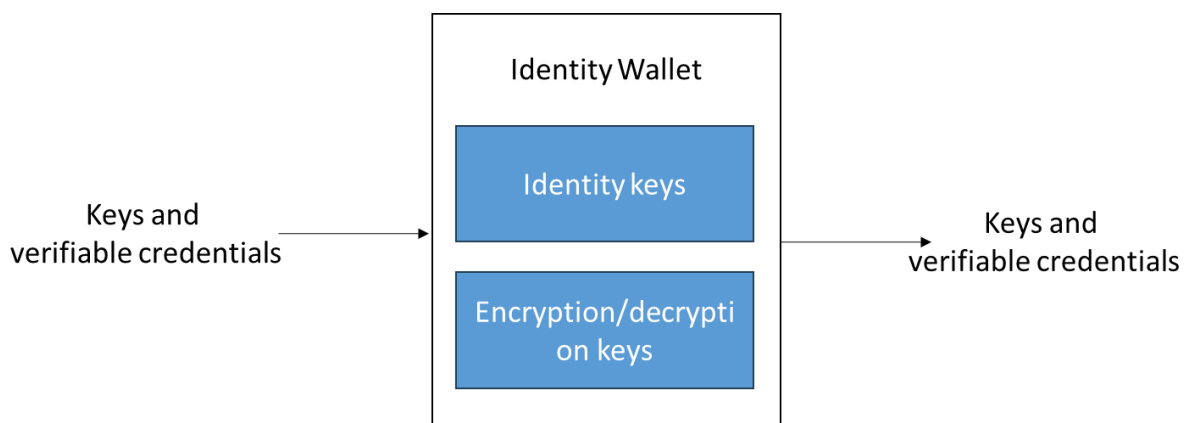 Identity Wallet
Identity keys
Keys and
verifiable credentials
Keys and
verifiable credentials
Encryption/decrypti
on keys